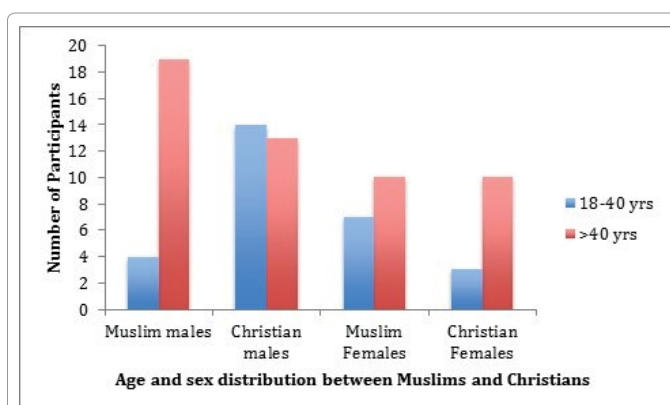 20
18
16
14
12
10
8
6
4
2
0
Number of Participants
Muslim males
Christian
males
Muslim
Females
Christian
Females
18-40 yrs
>40 yrs
Age and sex distribution between Muslims and Christians